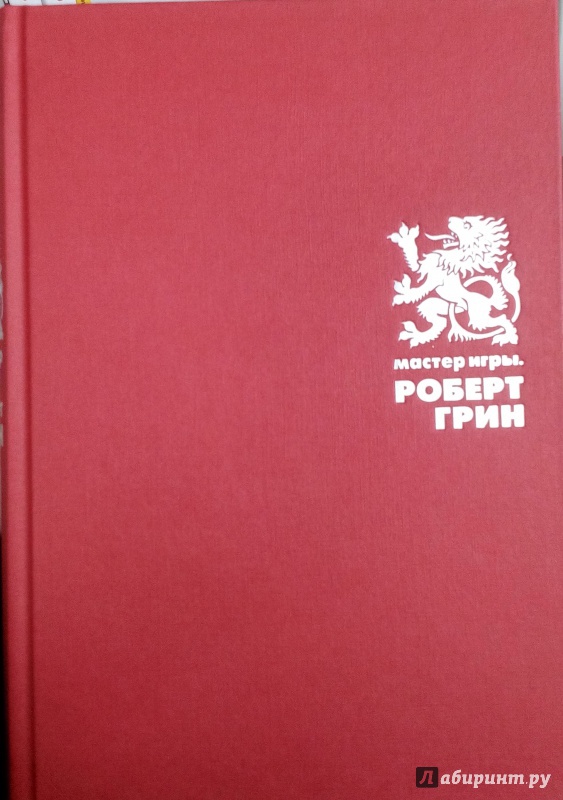 мастер игры.
РОБЕРТ
ГРИН
Лабиринт.ру